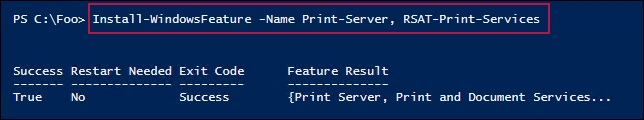 PS C:\Foo> Install-WindowsFeature -Name Print-Server, RSAT-Print-Services
Success Restart Needed Exit Code Feature Result
------- -------------- --------- --------------
True No Success {Print Server, Print and Document Services...